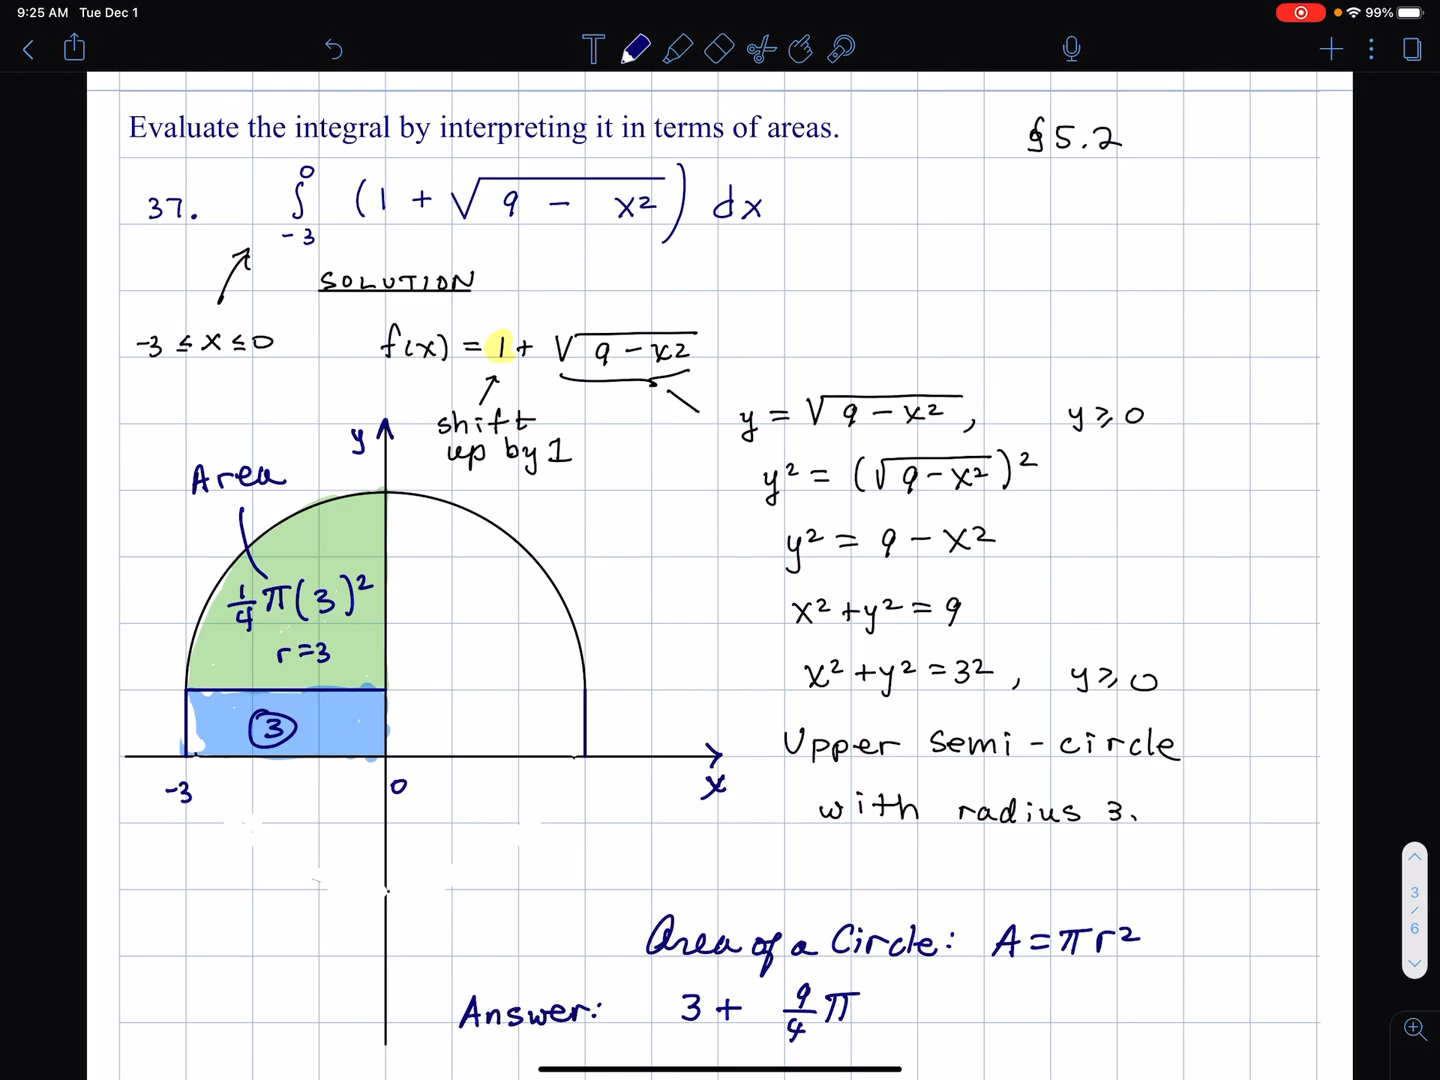 9:25 AM Tue Dec 1
99%
Evaluate the integral by interpreting it in terms of areas.
§5.2
37. ∫₋₃⁰ (1 + √(9 − x²)) dx
SOLUTION
-3 ≤ x ≤ 0
f(x) = 1 + √(9 − x²)
shift
up by 1
y = √(9 − x²), y ≥ 0
y² = (√(9 − x²))²
y² = 9 − x²
x² + y² = 9
x² + y² = 3², y ≥ 0
Upper semi-circle
with radius 3.
y
Area
1/4 π(3)²
r=3
3
-3
0
x
Area of a Circle: A = πr²
Answer: 3 + 9/4 π
3
/
6